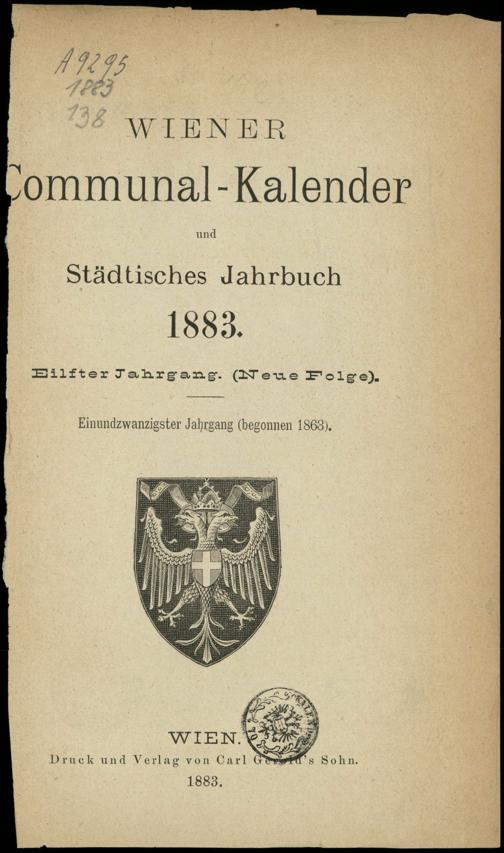 A 9295
1883
138
WIENER
Communal-Kalender
und
Städtisches Jahrbuch
1883.
Eilfter Jahrgang. (Neue Folge).
Einundzwanzigster Jahrgang (begonnen 1863).
WIEN.
Druck und Verlag von Carl Gerold's Sohn.
1883.